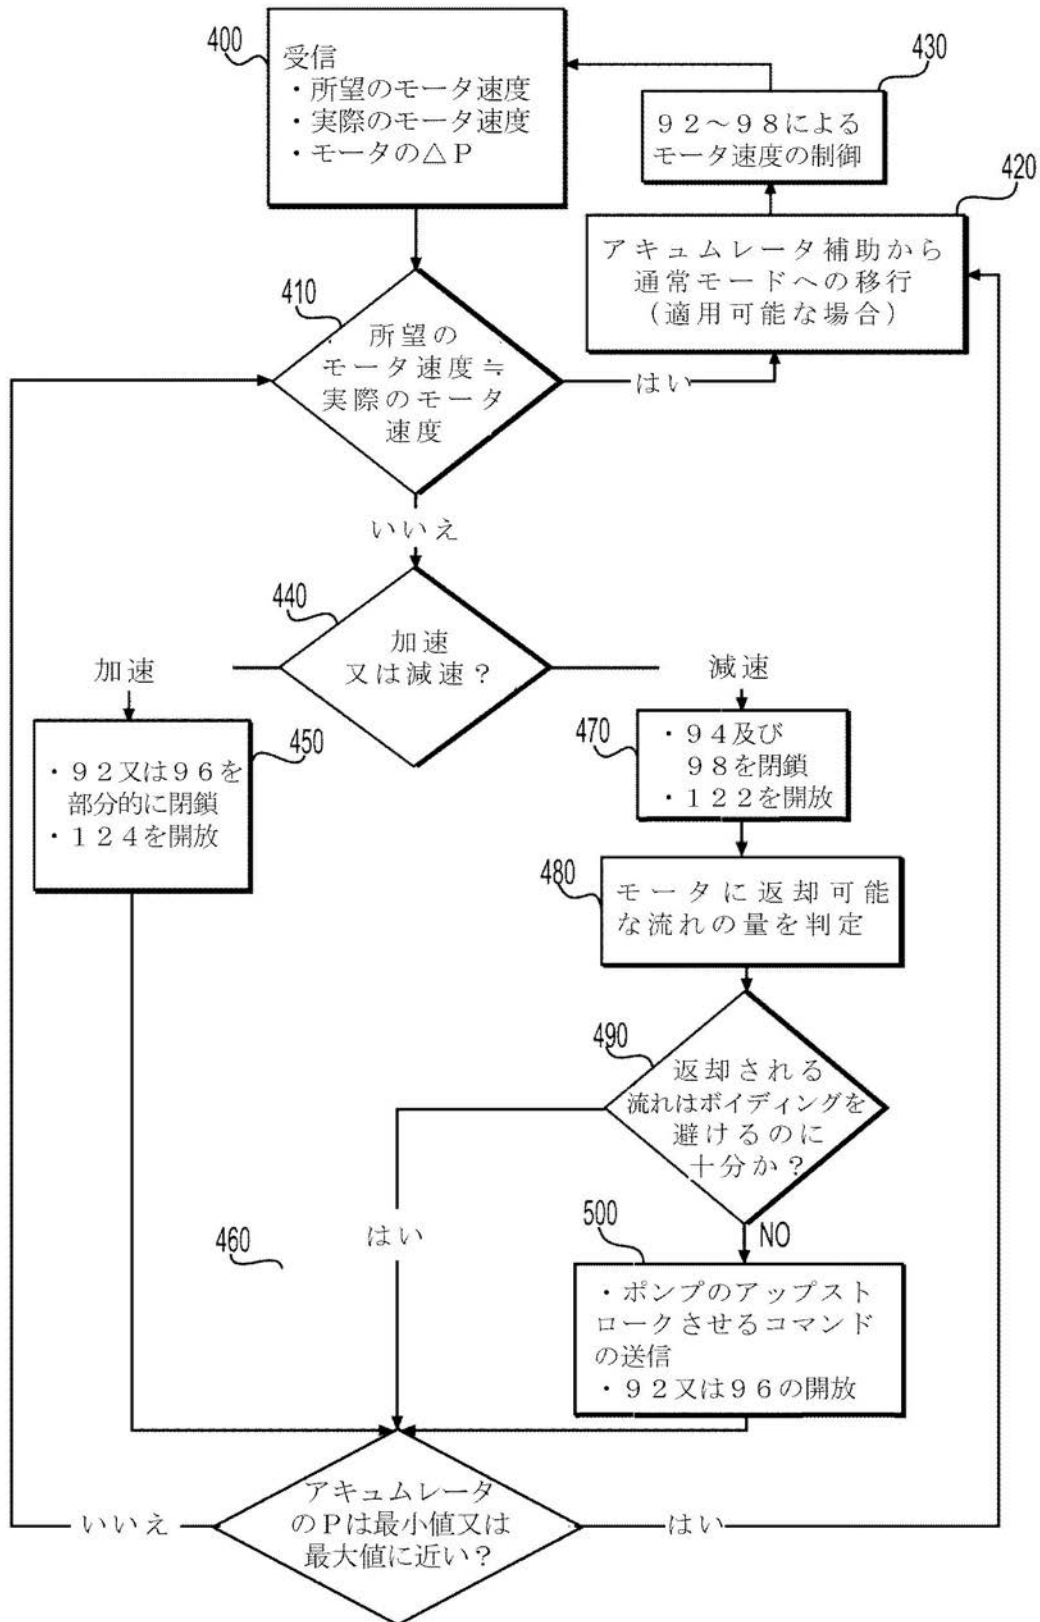 400
受信
・所望のモータ速度
・実際のモータ速度
・モータの△P
430
92～98による
モータ速度の制御
420
アキュムレータ補助から
通常モードへの移行
(適用可能な場合)
410
所望の
モータ速度≒
実際のモータ
速度
はい
いいえ
440
加速
又は減速?
加速
減速
450
・92又は96を
部分的に閉鎖
・124を開放
470
・94及び
98を閉鎖
・122を開放
480
モータに返却可能
な流れの量を判定
490
返却される
流れはボイディングを
避けるのに
十分か?
はい
NO
460
500
・ポンプのアップスト
ロークさせるコマンド
の送信
・92又は96の開放
アキュムレータ
のPは最小値又は
最大値に近い?
いいえ
はい